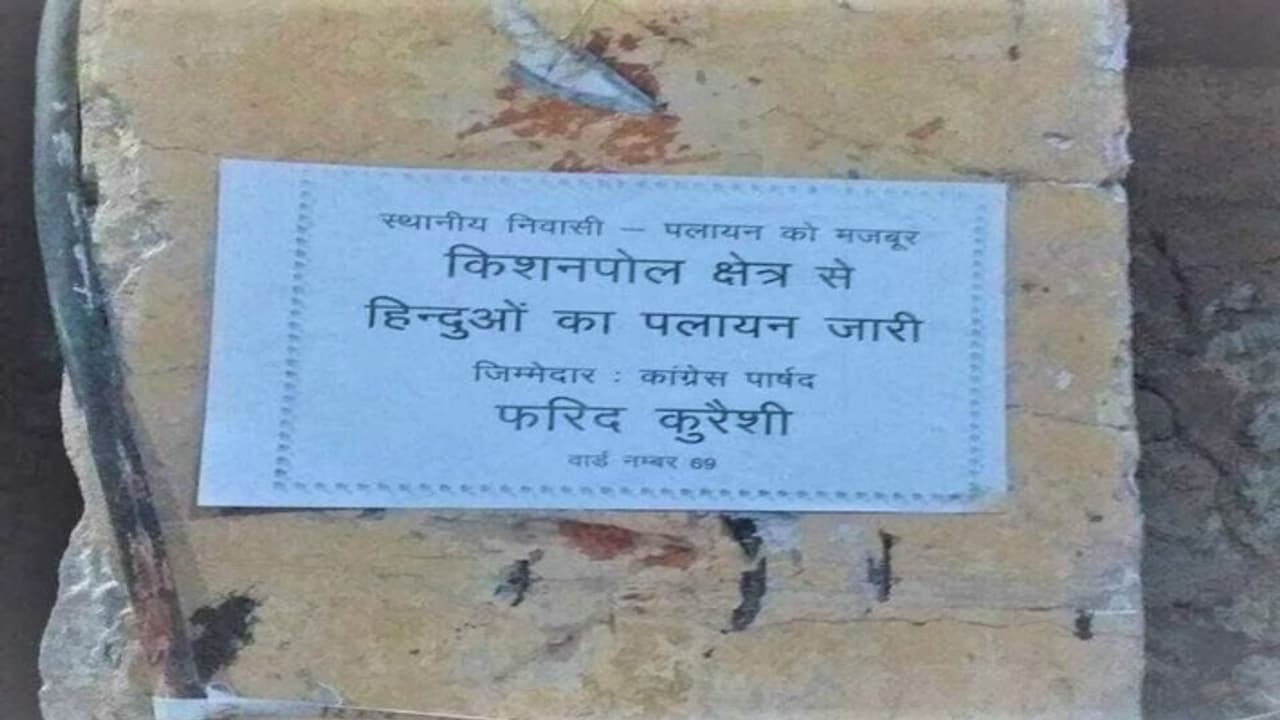 स्थानीय निवासी – पलायन को मजबूर
किशनपोल क्षेत्र से
हिन्दुओं का पलायन जारी
जिम्मेदार : कांग्रेस पार्षद
फरिद कुरैशी
वार्ड नम्बर 69